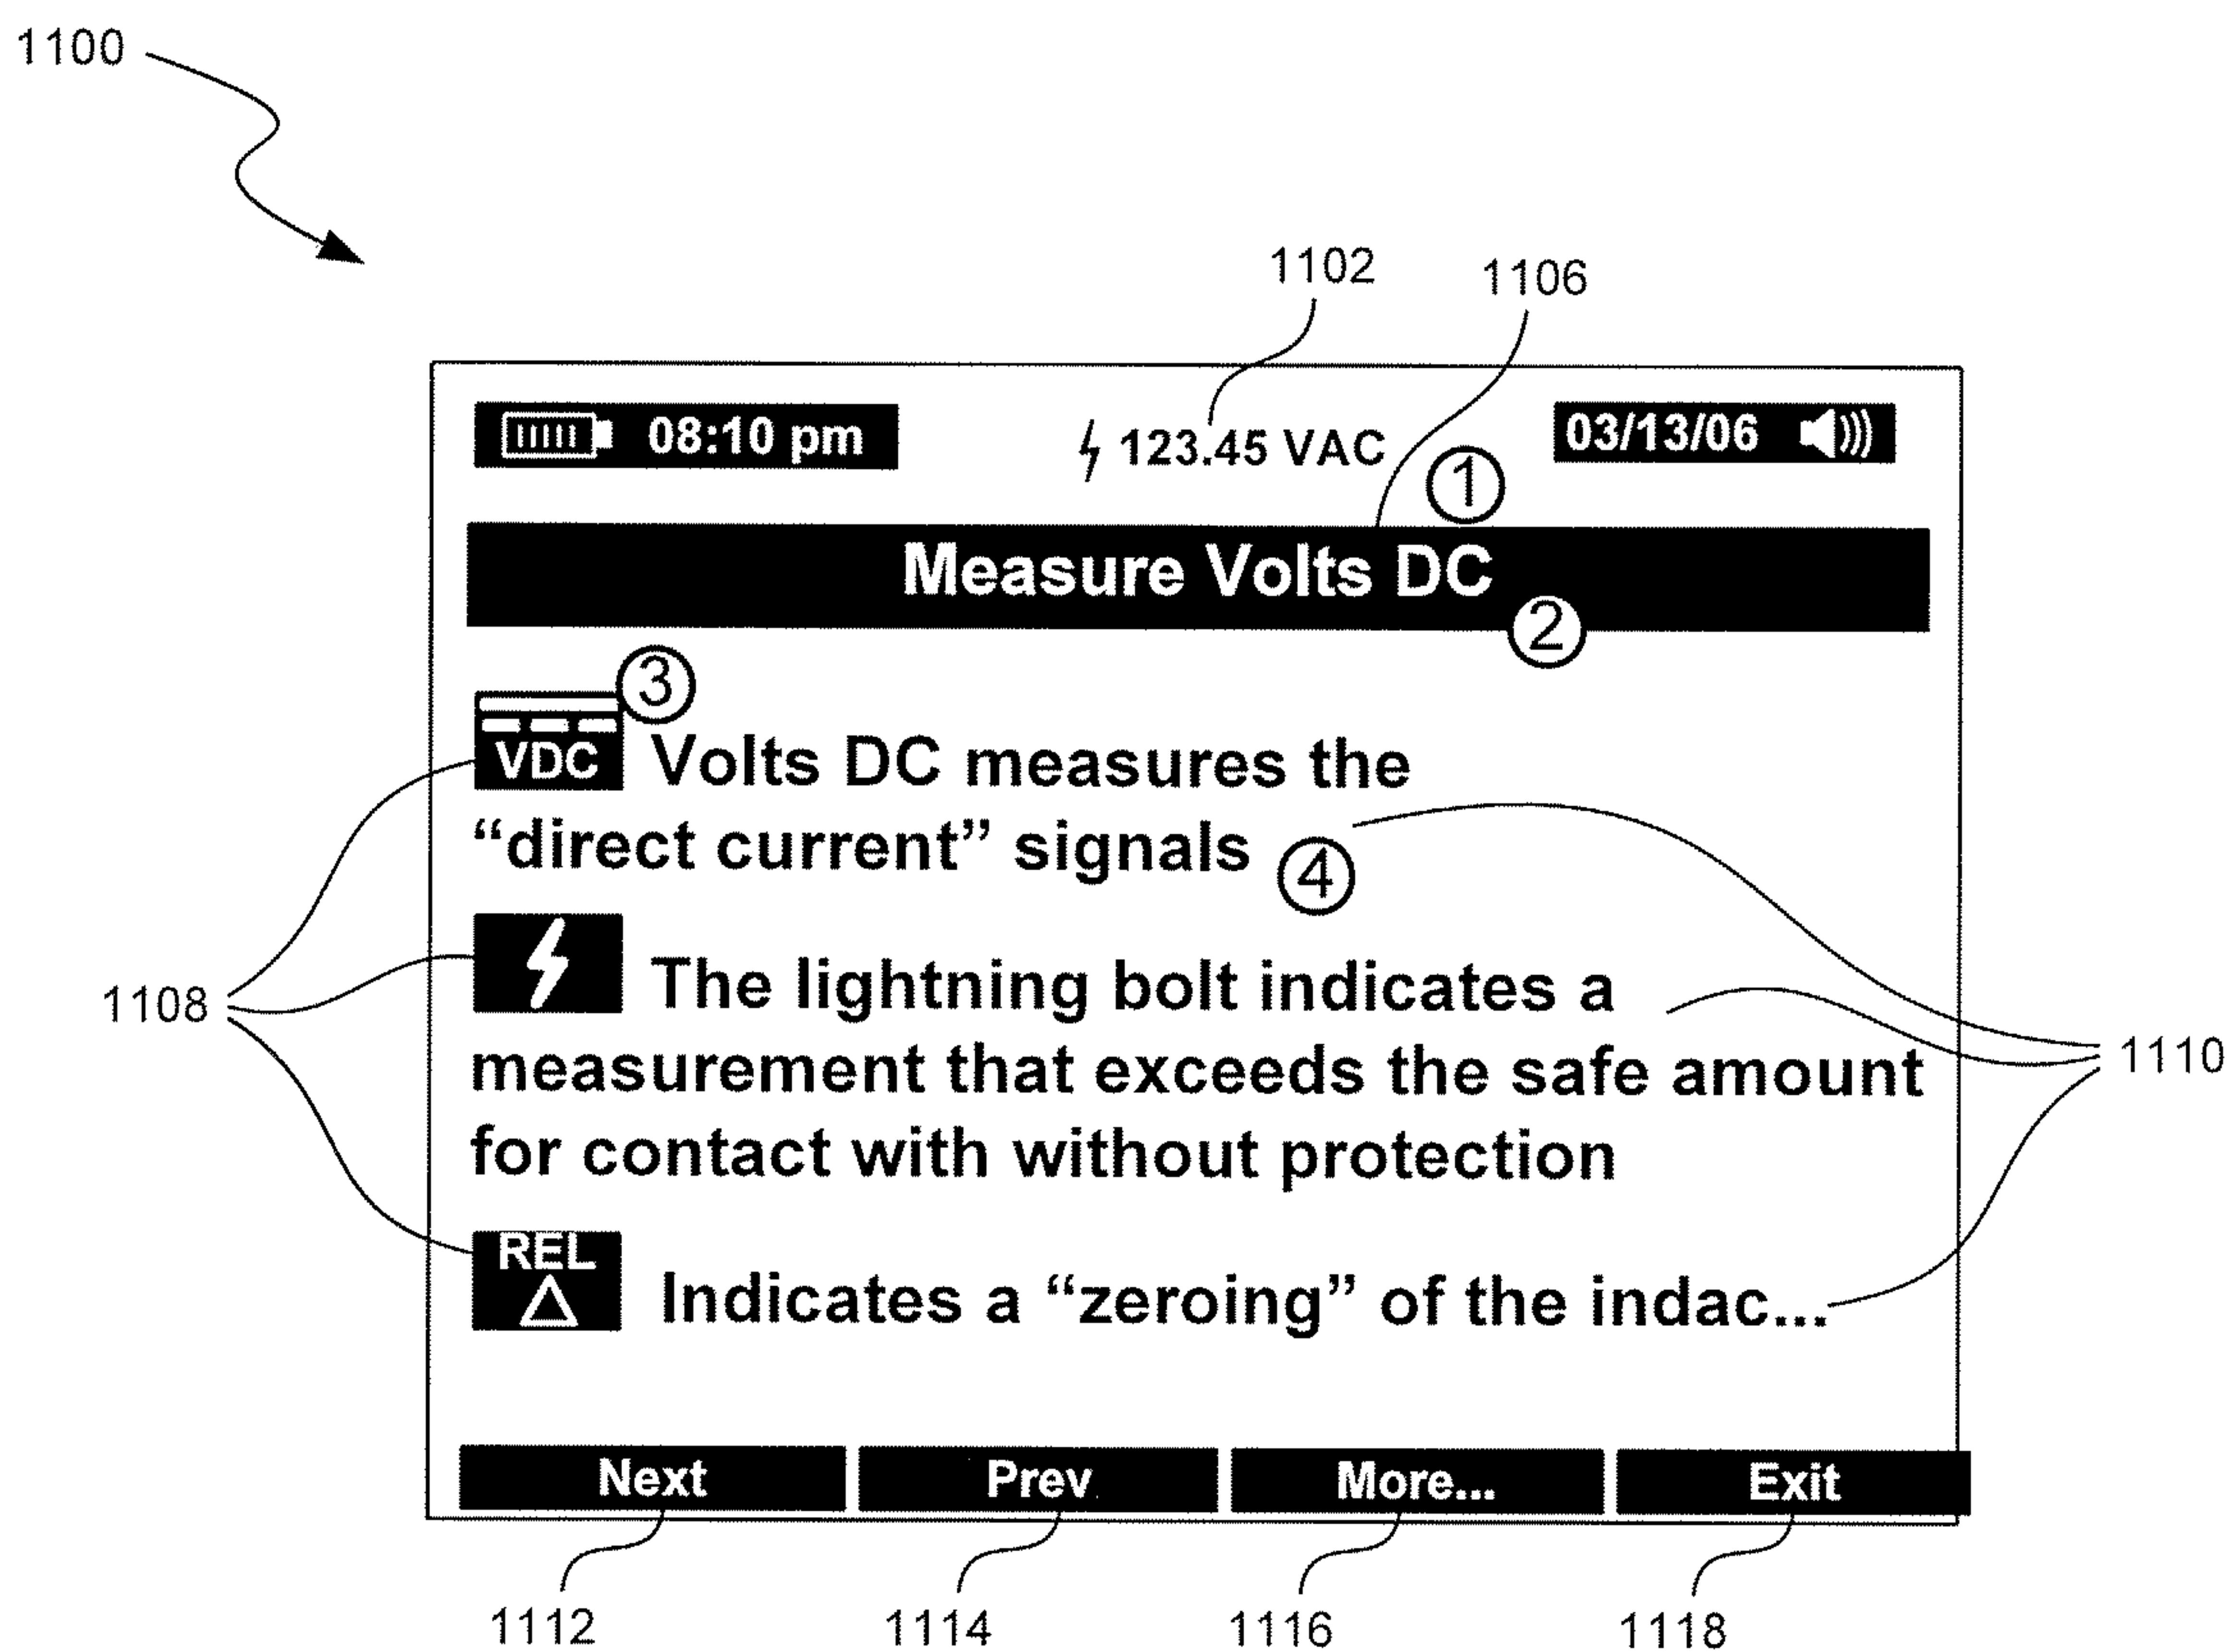 1100
1102
1106
08:10 pm
123.45 VAC
03/13/06
①
Measure Volts DC
②
③
VDC Volts DC measures the
“direct current” signals ④
The lightning bolt indicates a
measurement that exceeds the safe amount
for contact with without protection
1108
1110
REL
Indicates a “zeroing” of the indac...
Next Prev More... Exit
1112 1114 1116 1118